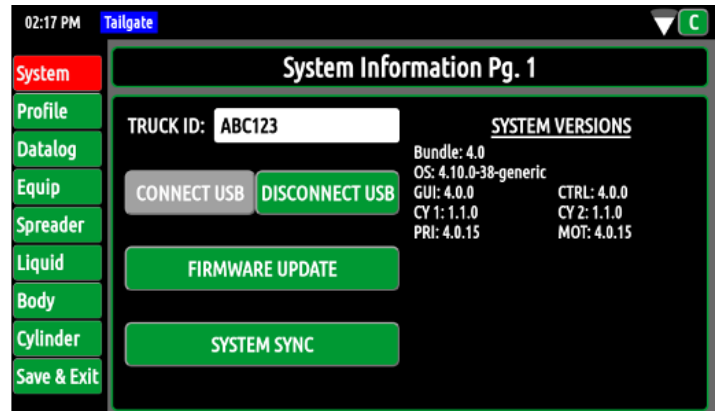 02:17 PM Tailgate C
System Information Pg. 1
System
Profile
Datalog
Equip
Spreader
Liquid
Body
Cylinder
Save & Exit
TRUCK ID: ABC123
CONNECT USB DISCONNECT USB
FIRMWARE UPDATE
SYSTEM SYNC
SYSTEM VERSIONS
Bundle: 4.0
OS: 4.10.0-38-generic
GUI: 4.0.0 CTRL: 4.0.0
CY 1: 1.1.0 CY 2: 1.1.0
PRI: 4.0.15 MOT: 4.0.15